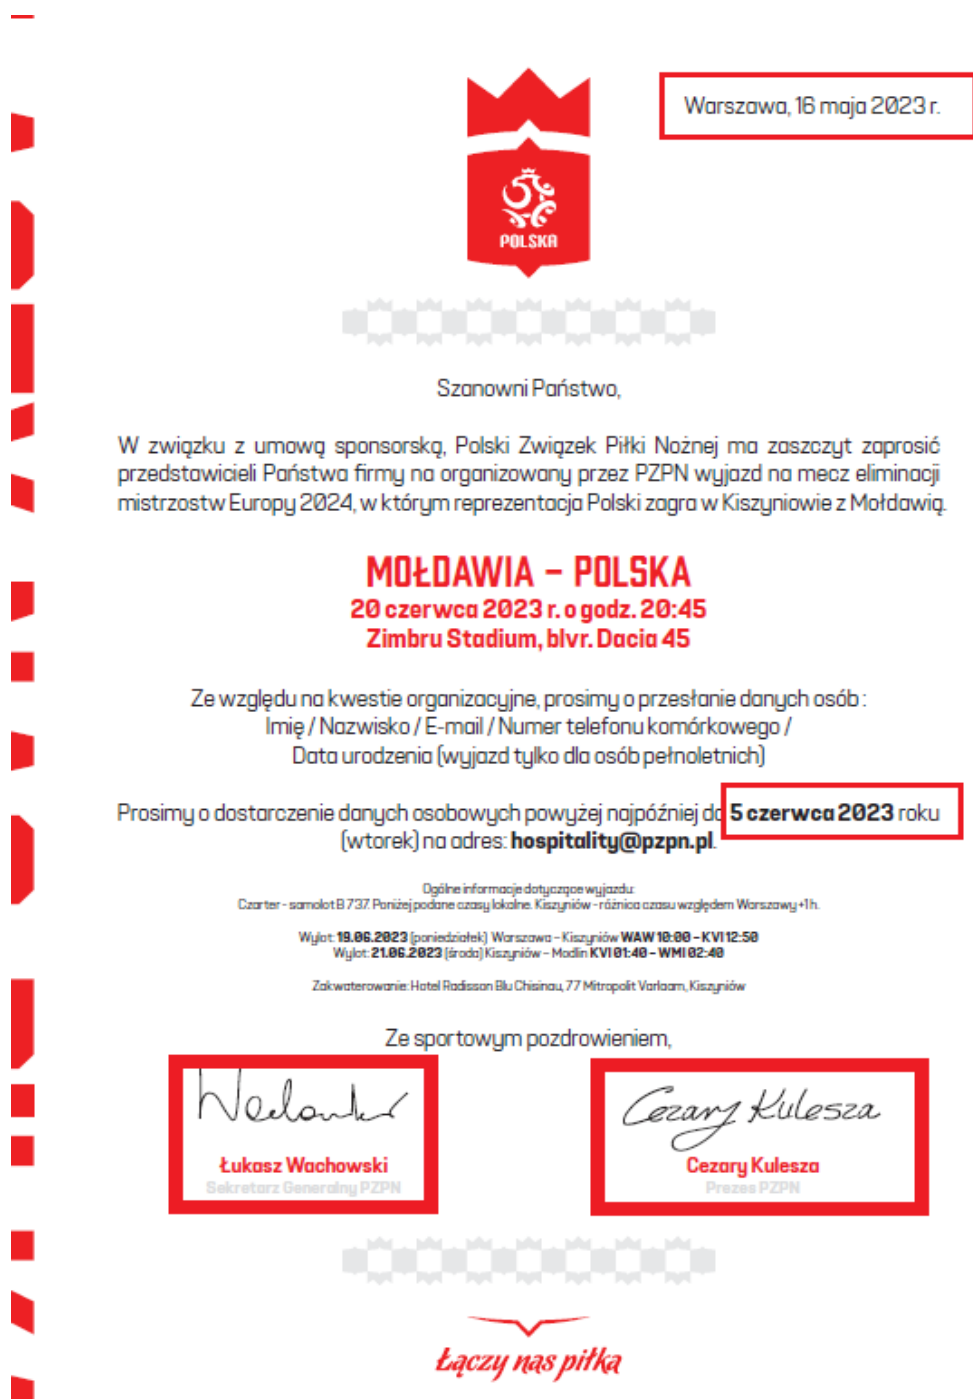 Warszawa, 16 maja 2023 r.
POLSKA
Szanowni Państwo,
W związku z umową sponsorską, Polski Związek Piłki Nożnej ma zaszczyt zaprosić
przedstawicieli Państwa firmy na organizowany przez PZPN wyjazd na mecz eliminacji
mistrzostw Europy 2024, w którym reprezentacja Polski zagra w Kiszyniowie z Mołdawią.
MOŁDAWIA – POLSKA
20 czerwca 2023 r. o godz. 20:45
Zimbru Stadium, blvr. Dacia 45
Ze względu na kwestie organizacyjne, prosimy o przesłanie danych osób :
Imię / Nazwisko / E-mail / Numer telefonu komórkowego /
Data urodzenia (wyjazd tylko dla osób pełnoletnich)
Prosimy o dostarczenie danych osobowych powyżej najpóźniej do 5 czerwca 2023 roku
(wtorek) na adres: hospitality@pzpn.pl.
Ogólne informacje dotyczące wyjazdu:
Czarter - samolot B 737. Poniżej podane czasy lokalne. Kiszyniów - różnica czasu względem Warszawy +1 h.
Wylot: 19.06.2023 (poniedziałek) Warszawa – Kiszyniów WAW 10:00 – KVI 12:50
Wylot: 21.06.2023 (środa) Kiszyniów – Modlin KVI 01:40 – WMI 02:40
Zakwaterowanie: Hotel Radisson Blu Chisinau, 77 Mitropolit Varlaam, Kiszyniów
Ze sportowym pozdrowieniem,
Cezary Kulesza
Łukasz Wachowski
Sekretarz Generalny PZPN
Cezary Kulesza
Prezes PZPN
Łączy nas piłka